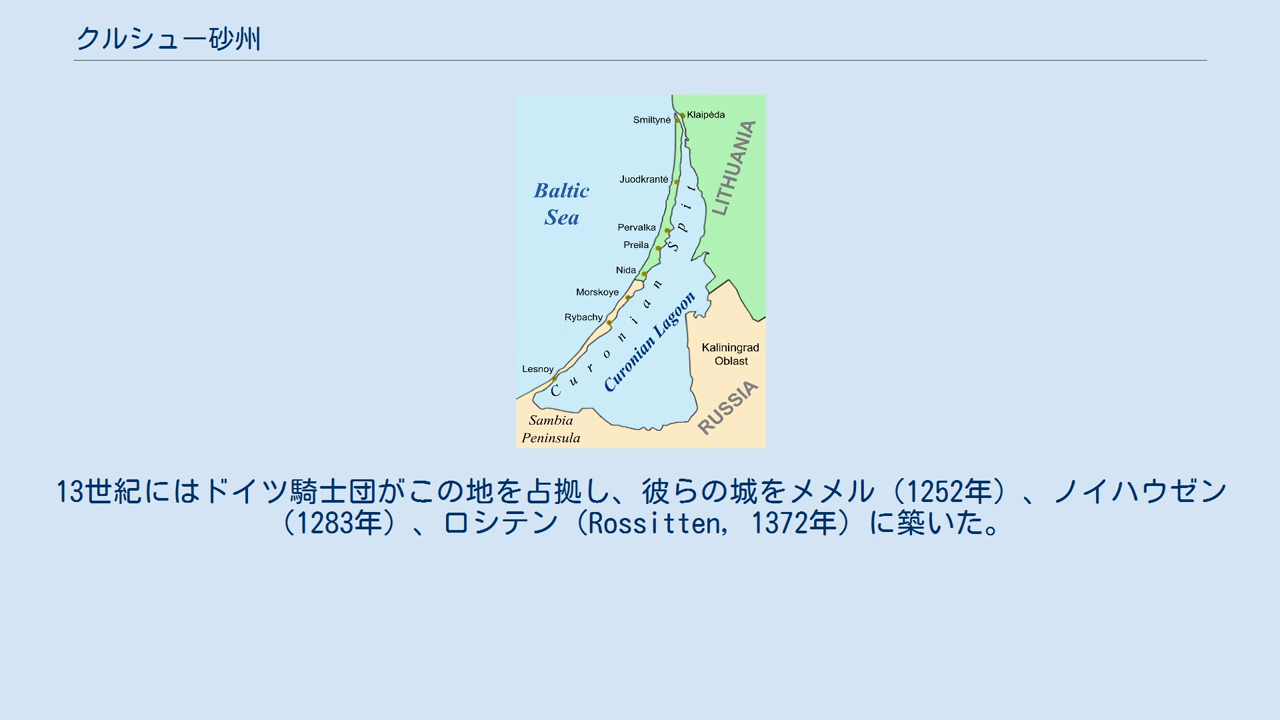 クルシュー砂州
Smiltynė
Klaipėda
LITHUANIA
Juodkrantė
Baltic
Sea
Pervalka
Preila
Nida
Morskoye
Rybachy
Curonian Spit
Curonian Lagoon
Kaliningrad
Oblast
Lesnoy
RUSSIA
Sambia
Peninsula
13世紀にはドイツ騎士団がこの地を占拠し、彼らの城をメメル（1252年）、ノイハウゼン
（1283年）、ロシテン（Rossitten, 1372年）に築いた。